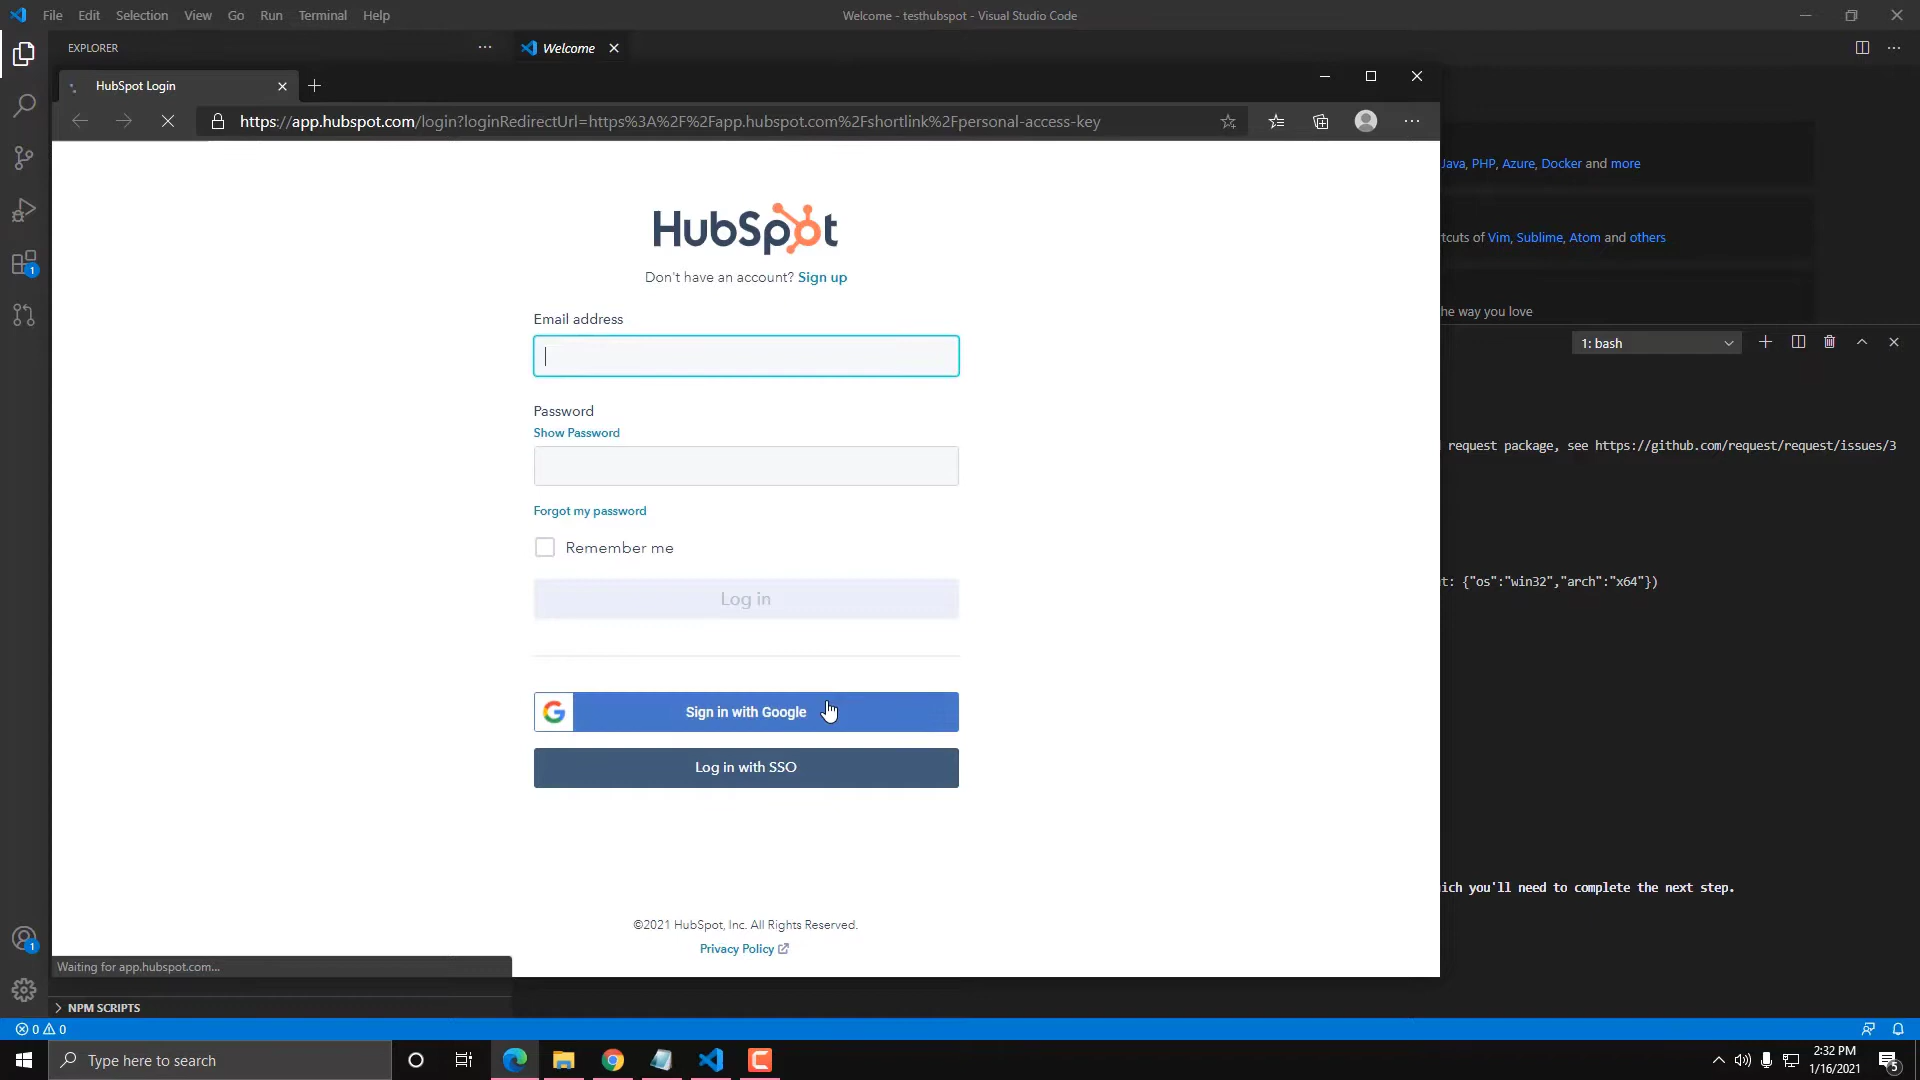 File Edit Selection View Go Run Terminal Help
Welcome - testhubspot - Visual Studio Code
EXPLORER
Welcome
HubSpot Login
https://app.hubspot.com/login?loginRedirectUrl=https%3A%2F%2Fapp.hubspot.com%2Fshortlink%2Fpersonal-access-key
Java, PHP, Azure, Docker and more
HubSpot
tcuts of Vim, Sublime, Atom and others
Don't have an account? Sign up
he way you love
Email address
1: bash
Password
Show Password
request package, see https://github.com/request/request/issues/3
Forgot my password
Remember me
t: {"os":"win32","arch":"x64"})
Log in
Sign in with Google
Log in with SSO
ich you'll need to complete the next step.
©2021 HubSpot, Inc. All Rights Reserved.
Privacy Policy
Waiting for app.hubspot.com...
NPM SCRIPTS
0 0
Type here to search
2:32 PM
1/16/2021
5
1
1